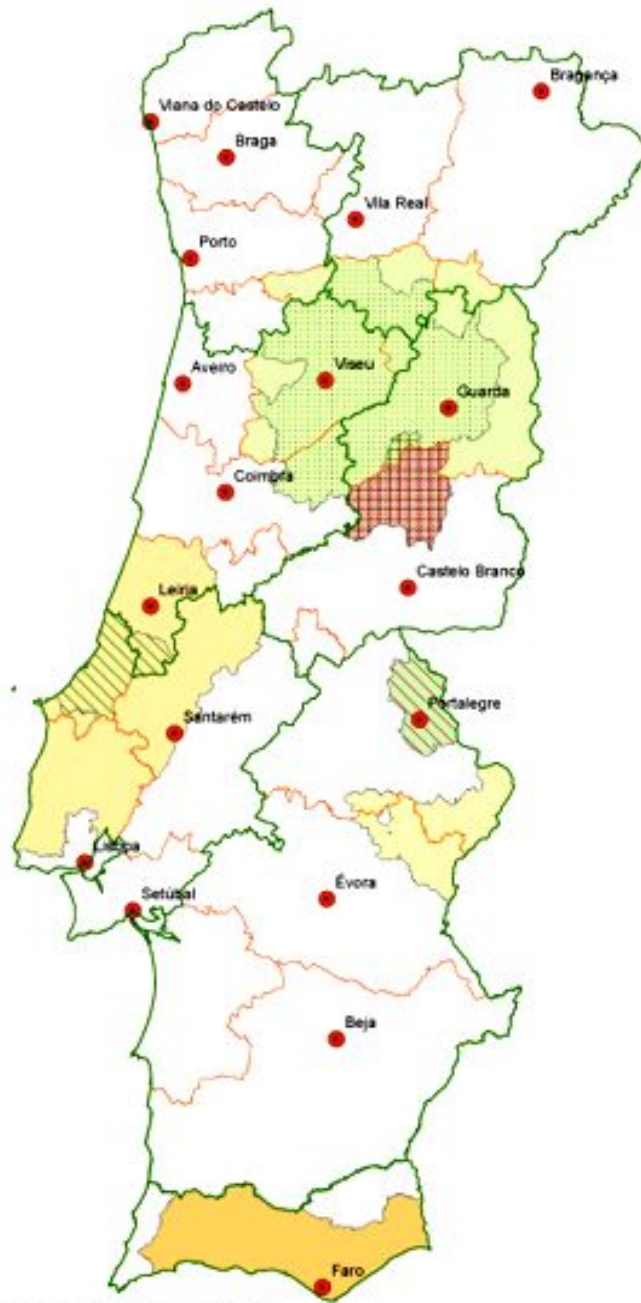 Bragança
Viana do Castelo
Braga
Vila Real
Porto
Aveiro
Viseu
Guarda
Coimbra
Castelo Branco
Leiria
Portalegre
Santarém
Lisboa
Évora
Setúbal
Beja
Faro